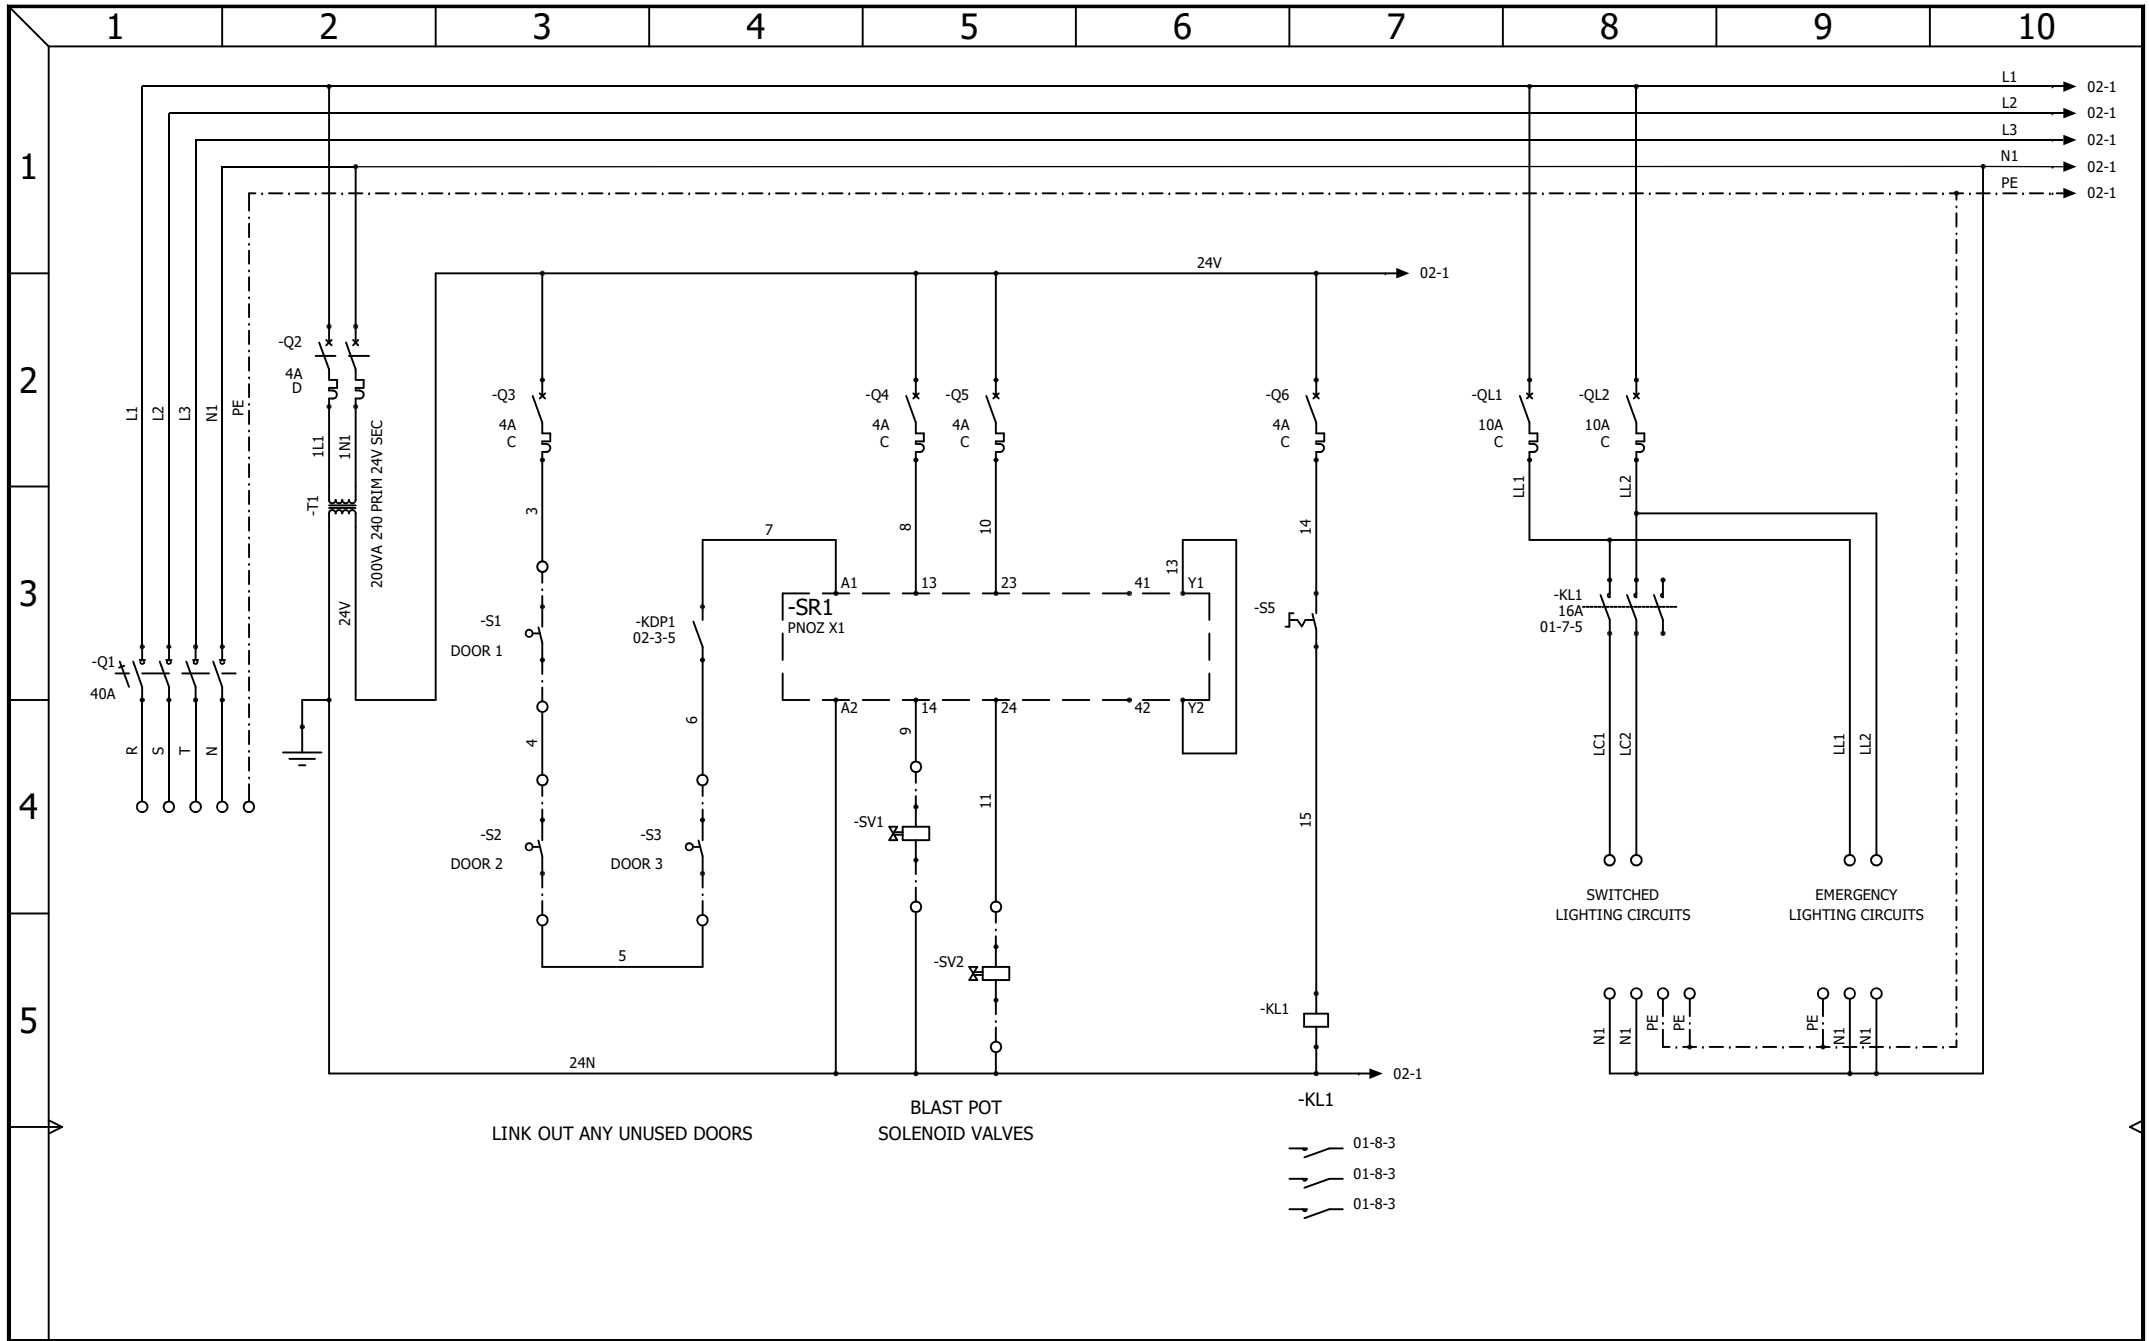 1 2 3 4 5 6 7 8 9 10
1
2
3
4
5
L1 02-1
L2 02-1
L3 02-1
N1 02-1
PE 02-1
L1
L2
L3
N1
PE
-Q1
40A
R
S
T
N
-Q2
4A
D
1L1
1N1
-T1
200VA 240 PRIM 24V SEC
24V
24V 02-1
-Q3
4A
C
3
-S1
DOOR 1
4
-S2
DOOR 2
5
-S3
DOOR 3
6
-KDP1
02-3-5
7
-Q4
4A
C
8
-Q5
4A
C
10
A1 13 23 41 Y1
13
-SR1
PNOZ X1
A2 14 24 42 Y2
9
-SV1
11
-SV2
-Q6
4A
C
14
-S5
15
-KL1
24N 02-1
LINK OUT ANY UNUSED DOORS
BLAST POT
SOLENOID VALVES
-KL1
01-8-3
01-8-3
01-8-3
-QL1
10A
C
LL1
-QL2
10A
C
LL2
-KL1
16A
01-7-5
LC1
LC2
LL1
LL2
SWITCHED
LIGHTING CIRCUITS
EMERGENCY
LIGHTING CIRCUITS
N1
N1
PE
PE
PE
N1
N1